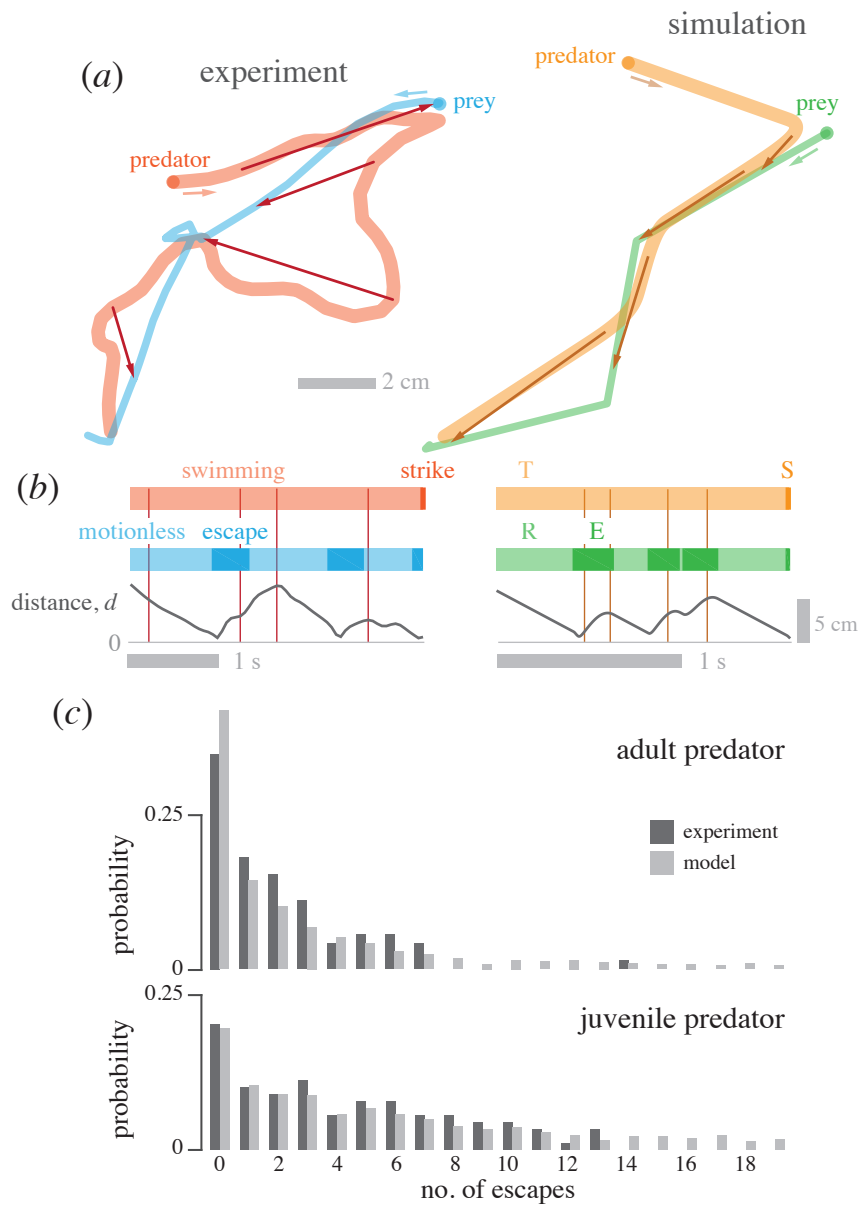 (a)
experiment
simulation
predator
prey
predator
prey
2 cm
(b)
swimming
strike
T
S
motionless
escape
R
E
distance, d
0
5 cm
1 s
1 s
(c)
adult predator
0.25
experiment
model
probability
0
0.25
juvenile predator
probability
0
0 2 4 6 8 10 12 14 16 18
no. of escapes